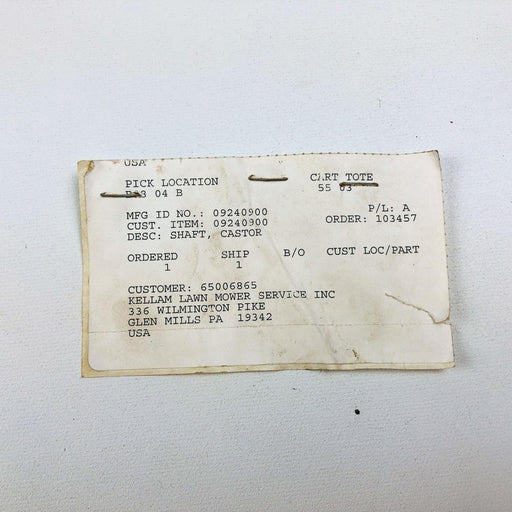 USA
PICK LOCATION CART TOTE
04 B 55 03
P/L: A
MFG ID NO.: 09240900 ORDER: 103457
CUST. ITEM: 09240900
DESC: SHAFT, CASTOR
ORDERED SHIP B/O CUST LOC/PART
1 1
CUSTOMER: 65006865
KELLAM LAWN MOWER SERVICE INC
336 WILMINGTON PIKE
GLEN MILLS PA 19342
USA